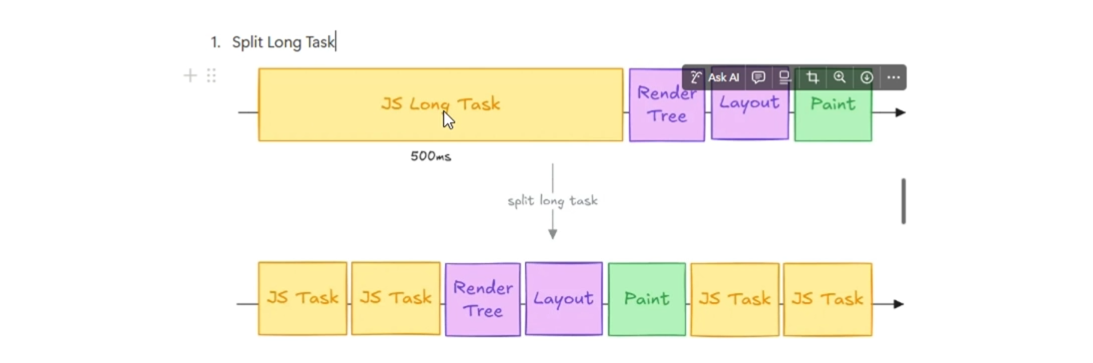 1. Split Long Task
Ask AI
JS Long Task
Render
Tree
Layout
Paint
500ms
split long task
JS Task
JS Task
Render
Tree
Layout
Paint
JS Task
JS Task